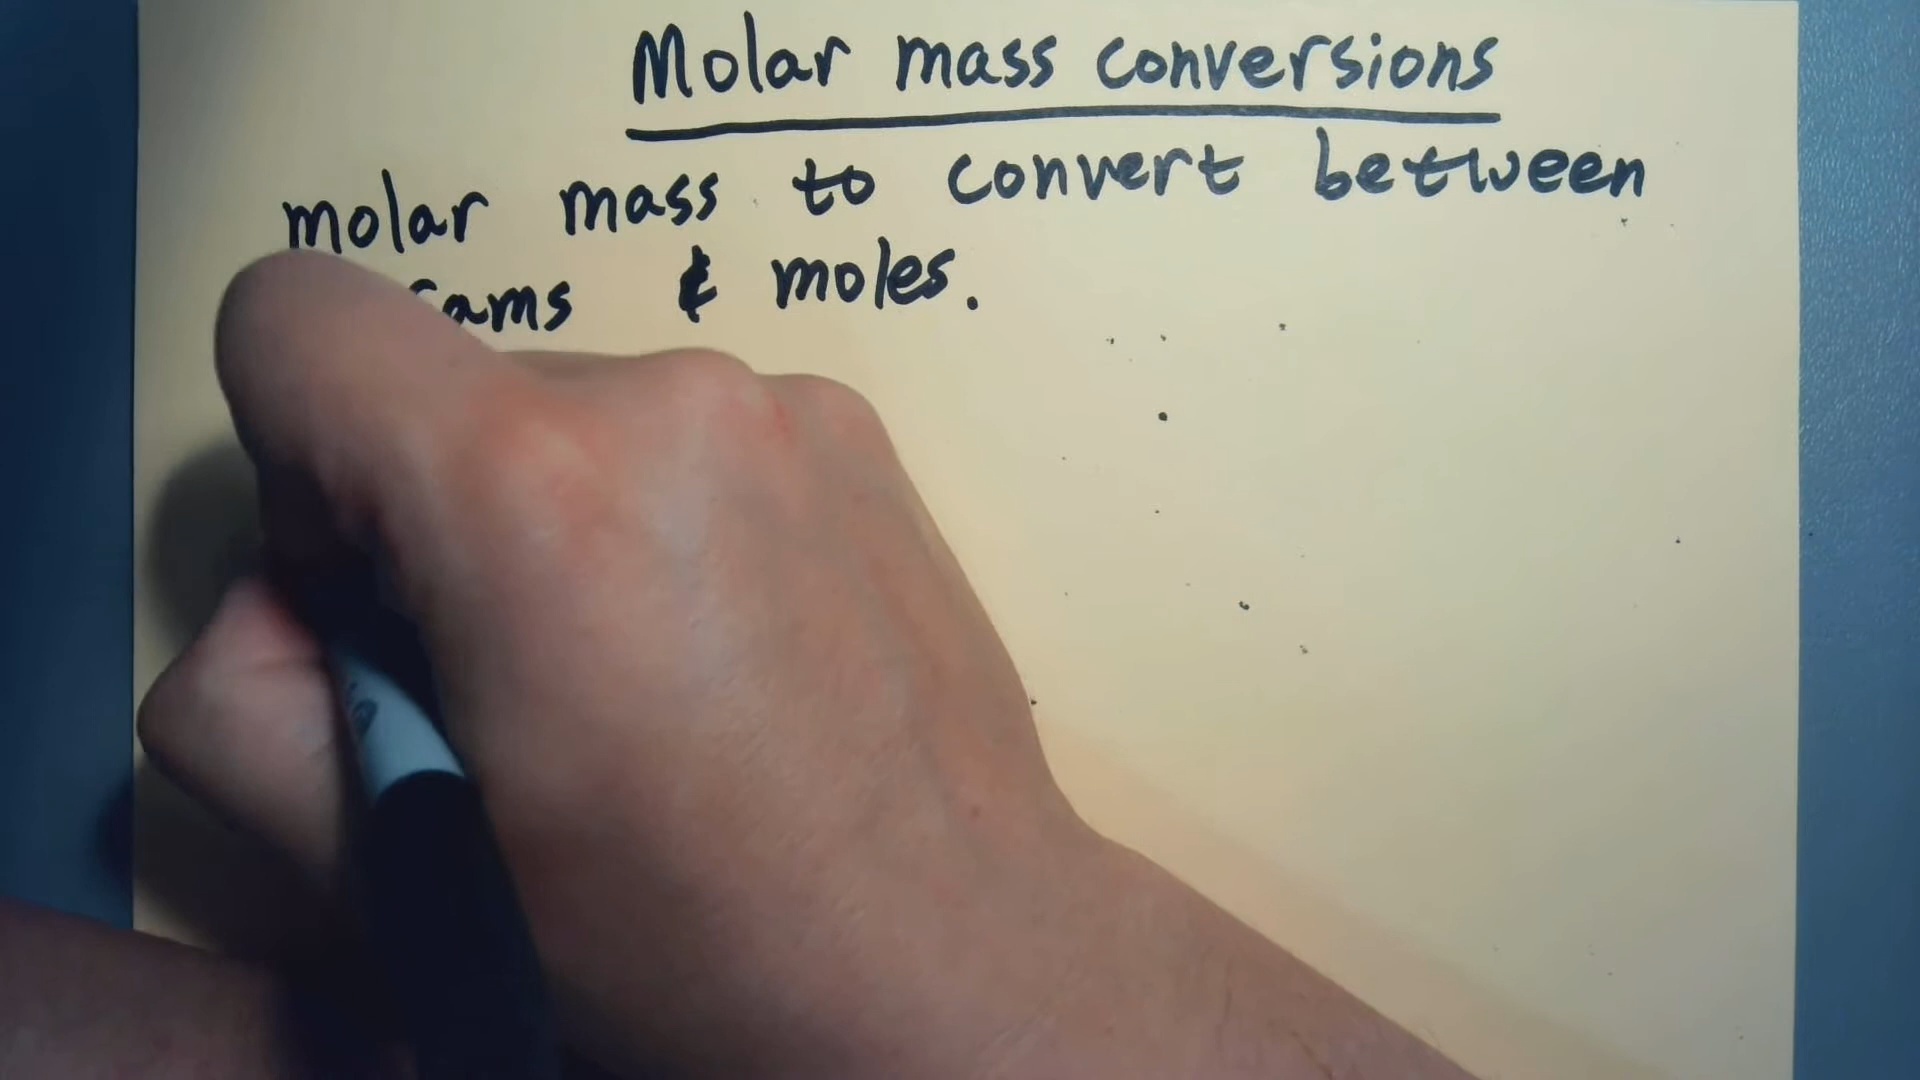 Molar mass conversions
molar mass to convert between
& moles.